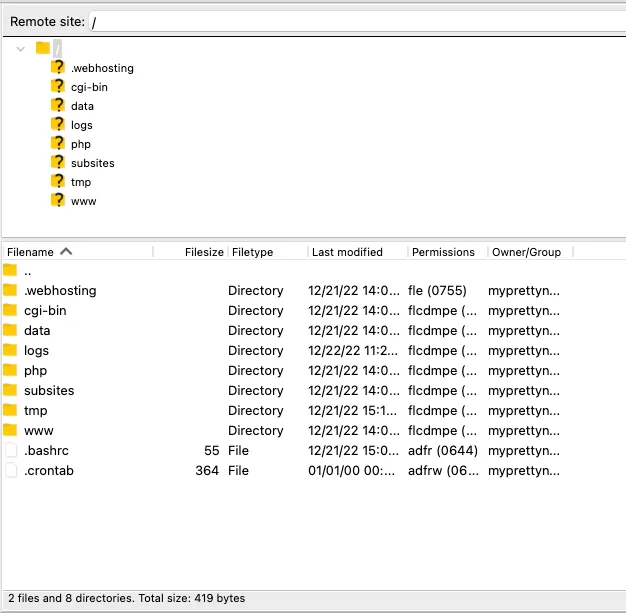 Remote site: /
/
.webhosting
cgi-bin
data
logs
php
subsites
tmp
www
Filename Filesize Filetype Last modified Permissions Owner/Group
..
.webhosting Directory 12/21/22 14:0... fle (0755) myprettyn...
cgi-bin Directory 12/21/22 14:0... flcdmpe (... myprettyn...
data Directory 12/21/22 14:0... flcdmpe (... myprettyn...
logs Directory 12/22/22 11:2... flcdmpe (... myprettyn...
php Directory 12/21/22 14:0... flcdmpe (... myprettyn...
subsites Directory 12/21/22 14:0... flcdmpe (... myprettyn...
tmp Directory 12/21/22 15:1... flcdmpe (... myprettyn...
www Directory 12/21/22 14:0... flcdmpe (... myprettyn...
.bashrc 55 File 12/21/22 15:0... adfr (0644) myprettyn...
.crontab 364 File 01/01/00 00:... adfrw (06... myprettyn...
2 files and 8 directories. Total size: 419 bytes